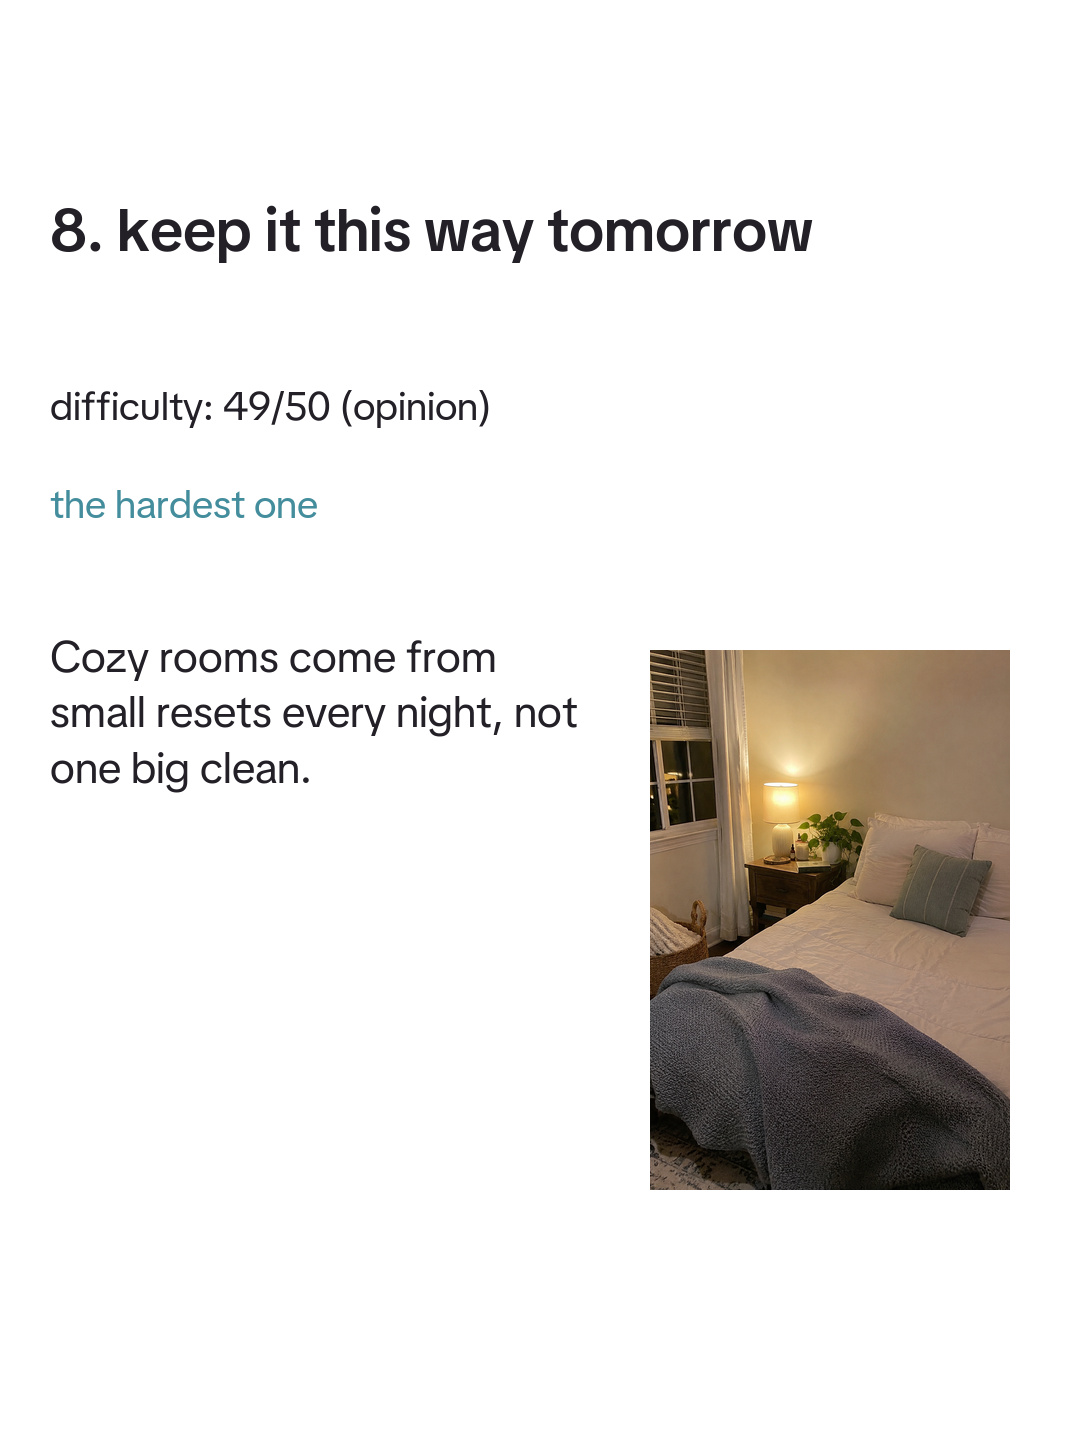 8. keep it this way tomorrow
difficulty: 49/50 (opinion)
the hardest one
Cozy rooms come from
small resets every night, not
one big clean.